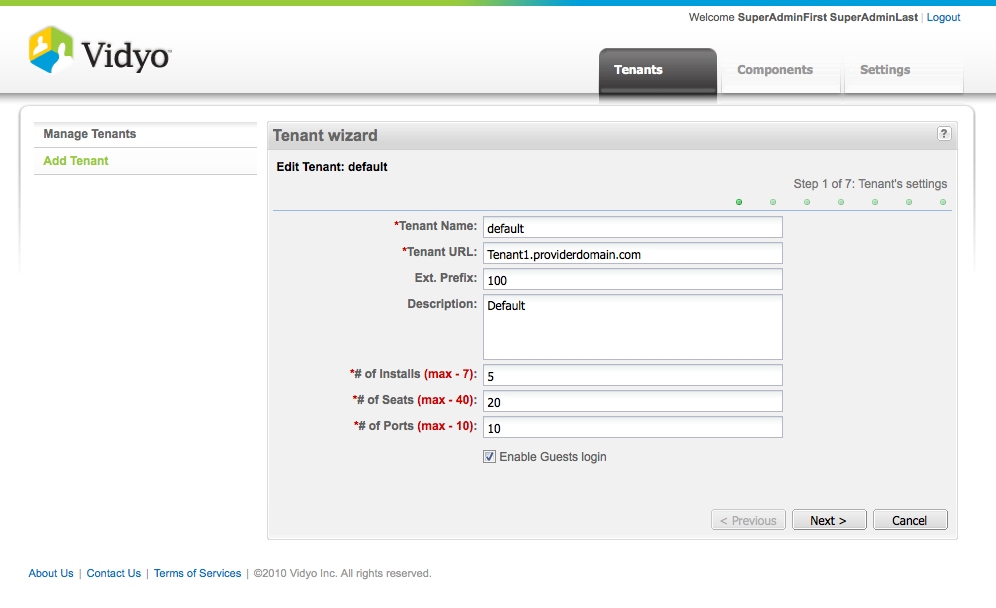 Welcome SuperAdminFirst SuperAdminLast | Logout
Vidyo™
Tenants
Components
Settings
Manage Tenants
Add Tenant
Tenant wizard
?
Edit Tenant: default
Step 1 of 7: Tenant's settings
*Tenant Name: default
*Tenant URL: Tenant1.providerdomain.com
Ext. Prefix: 100
Description: Default
*# of Installs (max - 7): 5
*# of Seats (max - 40): 20
*# of Ports (max - 10): 10
Enable Guests login
< Previous
Next >
Cancel
About Us | Contact Us | Terms of Services | ©2010 Vidyo Inc. All rights reserved.